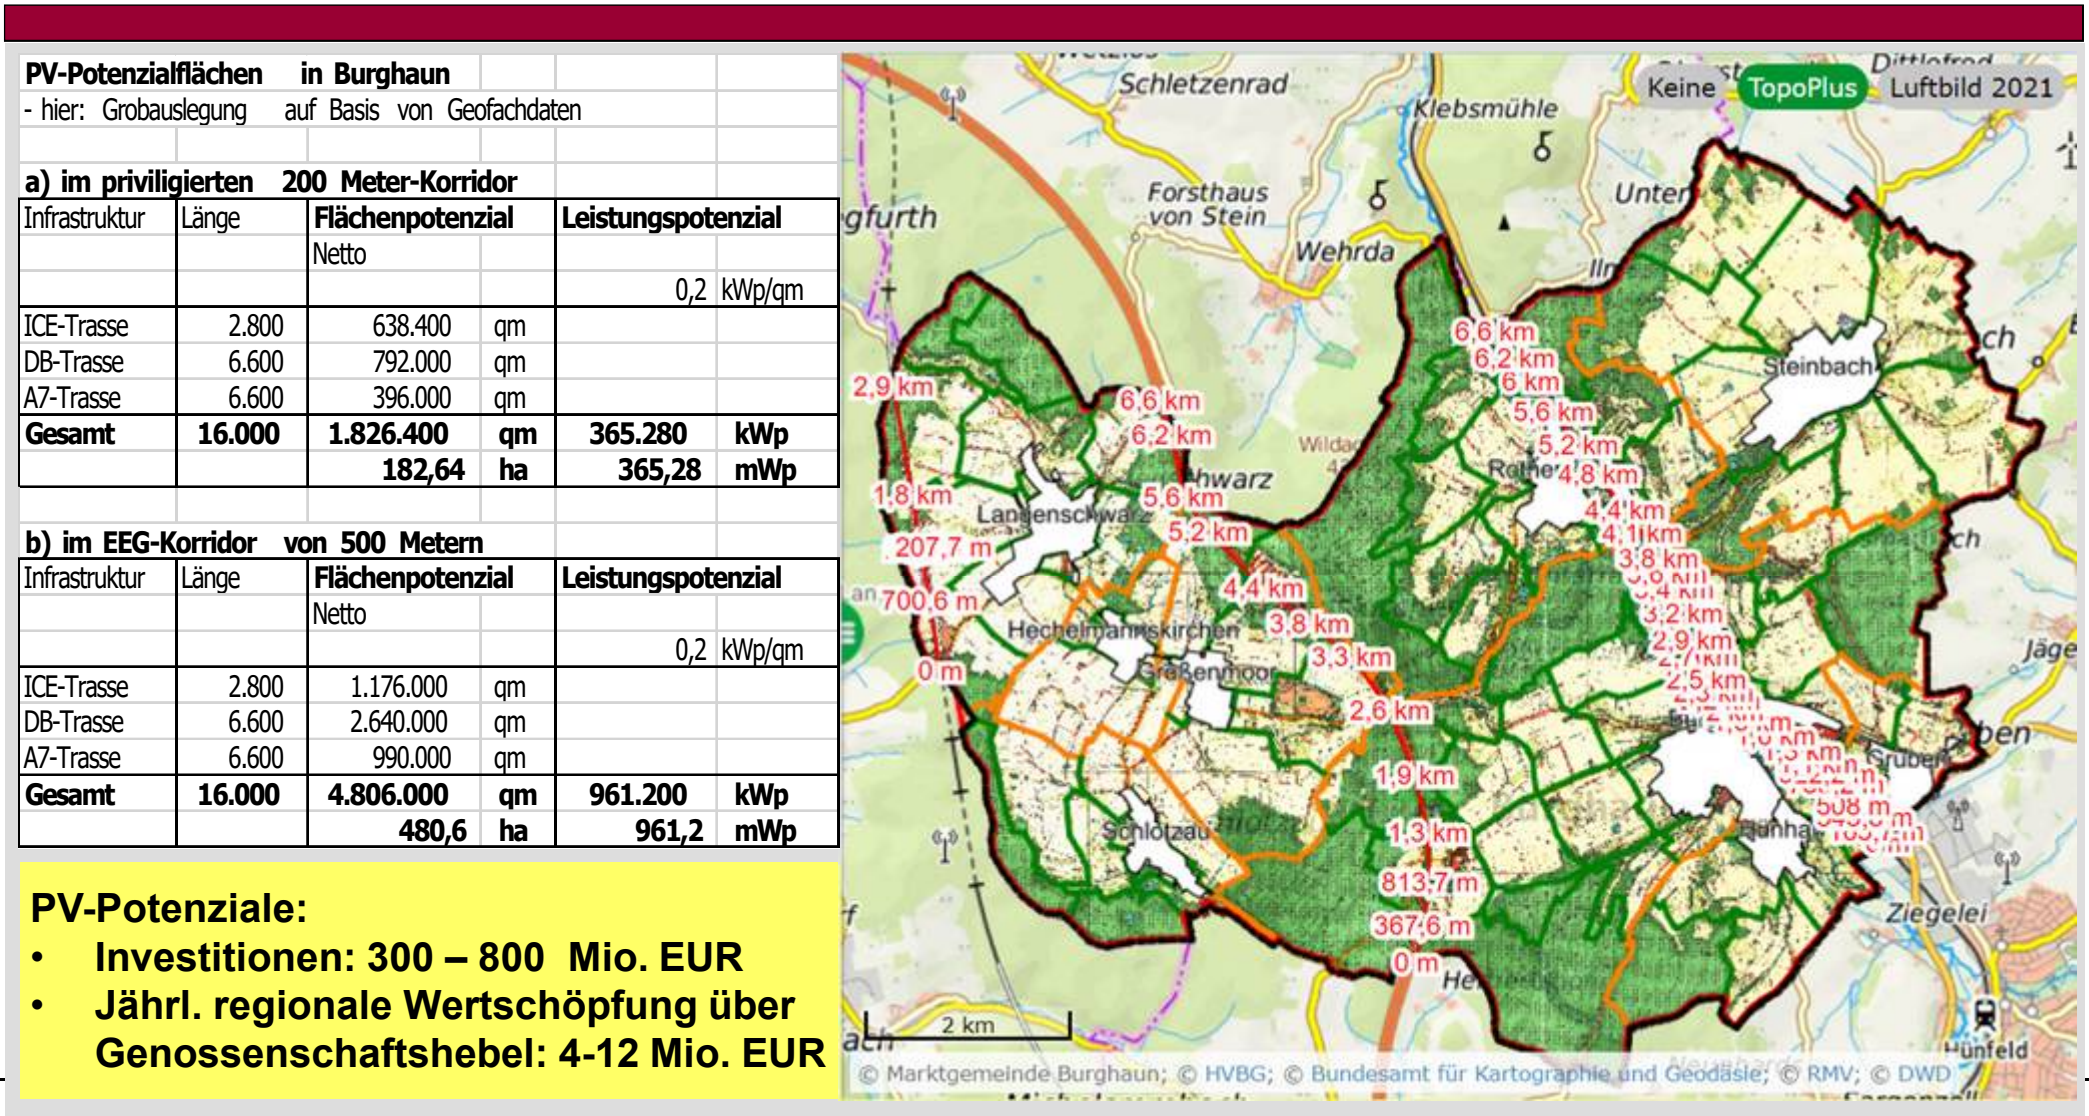 PV-Potenzialflächen in Burghaun
- hier: Grobauslegung auf Basis von Geofachdaten
a) im priviligierten 200 Meter-Korridor
Infrastruktur Länge Flächenpotenzial Leistungspotenzial
Netto
0,2 kWp/qm
ICE-Trasse 2.800 638.400 qm
DB-Trasse 6.600 792.000 qm
A7-Trasse 6.600 396.000 qm
Gesamt 16.000 1.826.400 qm 365.280 kWp
182,64 ha 365,28 mWp
b) im EEG-Korridor von 500 Metern
Infrastruktur Länge Flächenpotenzial Leistungspotenzial
Netto
0,2 kWp/qm
ICE-Trasse 2.800 1.176.000 qm
DB-Trasse 6.600 2.640.000 qm
A7-Trasse 6.600 990.000 qm
Gesamt 16.000 4.806.000 qm 961.200 kWp
480,6 ha 961,2 mWp
PV-Potenziale:
• Investitionen: 300 – 800 Mio. EUR
• Jährl. regionale Wertschöpfung über
Genossenschaftshebel: 4-12 Mio. EUR
Keine TopoPlus Luftbild 2021
Schletzenrad
Klebsmühle
Forsthaus
von Stein
Wehrda
gfurth
Unter
Steinbach
2,9 km
1,8 km
207,7 m
700,6 m
0 m
6,6 km
6,2 km
5,6 km
5,2 km
4,4 km
3,8 km
3,3 km
2,6 km
1,9 km
1,3 km
813,7 m
367,6 m
0 m
6,6 km
6,2 km
6 km
5,6 km
5,2 km
4,8 km
4,4 km
4,1 km
3,8 km
3,2 km
2,9 km
2,5 km
508 m
hwarz
Langenschwarz
Hechelmannskirchen
Großenmoor
Schlotzau
Gruben
ch
ch
Jäge
ben
Ziegelei
Hünfeld
2 km
© Marktgemeinde Burghaun; © HVBG; © Bundesamt für Kartographie und Geodäsie; © RMV; © DWD